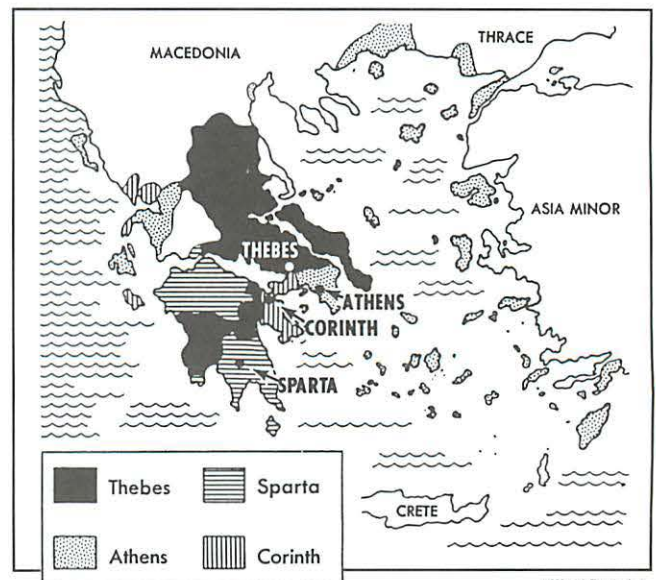 THRACE
MACEDONIA
ASIA MINOR
THEBES
ATHENS
CORINTH
SPARTA
Thebes
Sparta
CRETE
Athens
Corinth